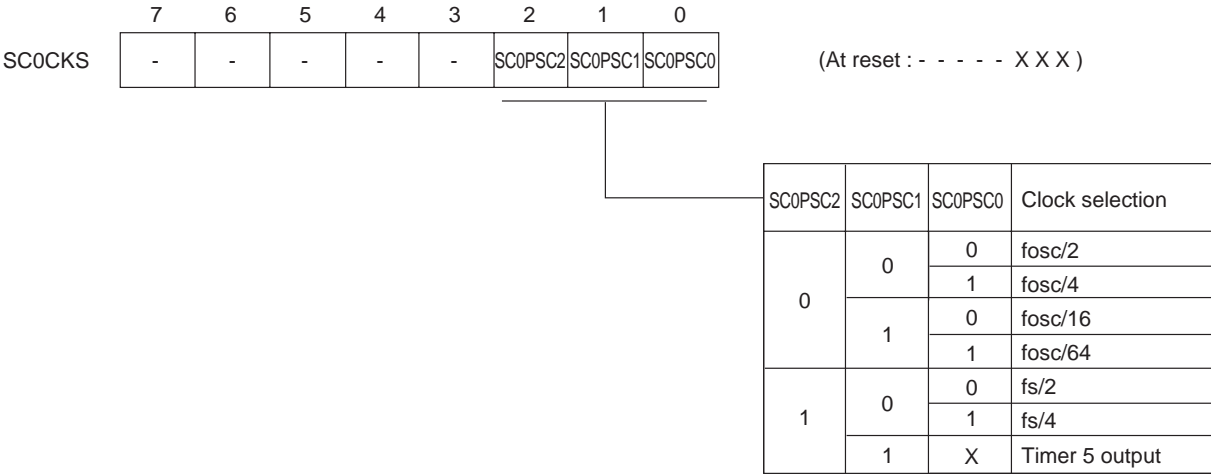 7 6 5 4 3 2 1 0
SC0CKS - - - - - SC0PSC2 SC0PSC1 SC0PSC0 (At reset : - - - - - X X X )
SC0PSC2 SC0PSC1 SC0PSC0 Clock selection
0 0 0 fosc/2
1 fosc/4
1 0 fosc/16
1 fosc/64
1 0 0 fs/2
1 fs/4
1 X Timer 5 output